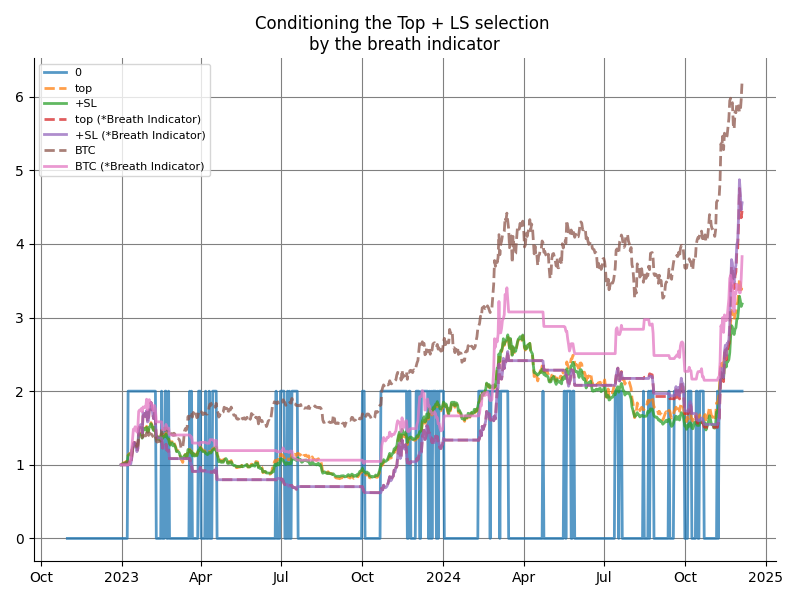 Conditioning the Top + LS selection
by the breath indicator
0
top
+SL
top (*Breath Indicator)
+SL (*Breath Indicator)
BTC
BTC (*Breath Indicator)
6
5
4
3
2
1
0
Oct
2023
Apr
Jul
Oct
2024
Apr
Jul
Oct
2025